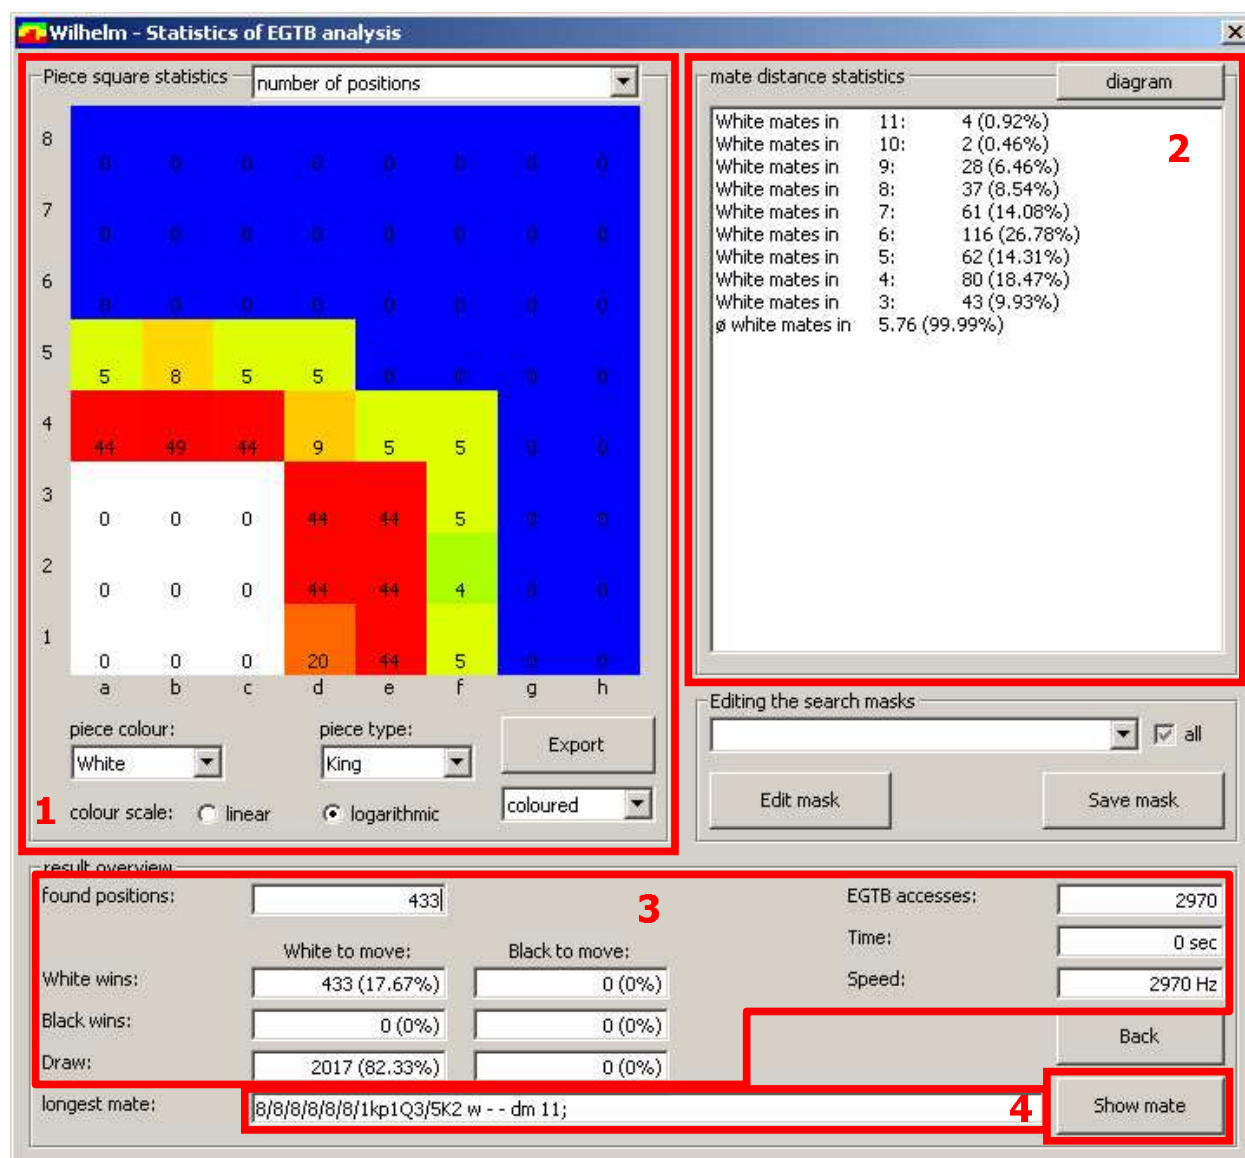 Wilhelm - Statistics of EGTB analysis
Piece square statistics number of positions
8 0 0 0 0 0 0 0 0
7 0 0 0 0 0 0 0 0
6 0 0 0 0 0 0 0 0
5 5 8 5 5 0 0 0 0
4 44 49 44 9 5 5 0 0
3 0 0 0 44 44 5 0 0
2 0 0 0 44 44 4 0 0
1 0 0 0 20 44 5 0 0
a b c d e f g h
piece colour: piece type:
White King Export
1 colour scale: linear logarithmic coloured
mate distance statistics diagram
2
White mates in 11: 4 (0.92%)
White mates in 10: 2 (0.46%)
White mates in 9: 28 (6.46%)
White mates in 8: 37 (8.54%)
White mates in 7: 61 (14.08%)
White mates in 6: 116 (26.78%)
White mates in 5: 62 (14.31%)
White mates in 4: 80 (18.47%)
White mates in 3: 43 (9.93%)
ø white mates in 5.76 (99.99%)
Editing the search masks
all
Edit mask Save mask
result overview
found positions: 433 3 EGTB accesses: 2970
White to move: Black to move: Time: 0 sec
White wins: 433 (17.67%) 0 (0%) Speed: 2970 Hz
Black wins: 0 (0%) 0 (0%) Back
Draw: 2017 (82.33%) 0 (0%)
longest mate: 8/8/8/8/8/8/1kp1Q3/5K2 w - - dm 11; 4 Show mate